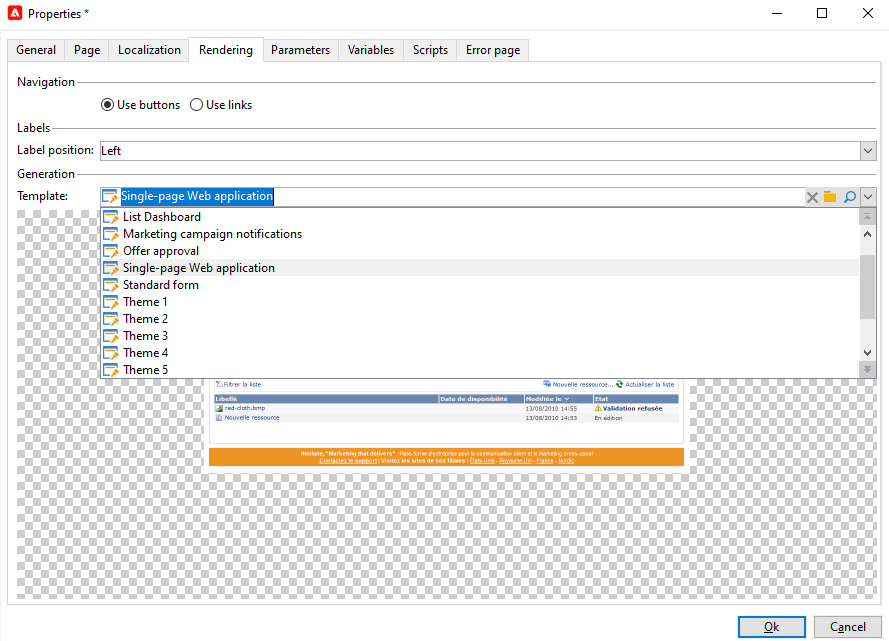 Properties *
General Page Localization Rendering Parameters Variables Scripts Error page
Navigation
Use buttons Use links
Labels
Label position: Left
Generation
Template: Single-page Web application
List Dashboard
Marketing campaign notifications
Offer approval
Single-page Web application
Standard form
Theme 1
Theme 2
Theme 3
Theme 4
Theme 5
Filtrer la liste Nouvelle ressource... Actualiser la liste
Libellé Date de disponibilité Modifiée le Etat
red-cloth.bmp 13/08/2010 14:55 Validation refusée
Nouvelle ressource 13/08/2010 14:53 En édition
Neolane, "Marketing that delivers" : Plate-forme d'entreprise pour la communication client et le marketing cross-canal
Contactez le support | Visitez les sites de nos filiales : Etats-Unis - Royaume-Uni - France - Nordic
Ok Cancel